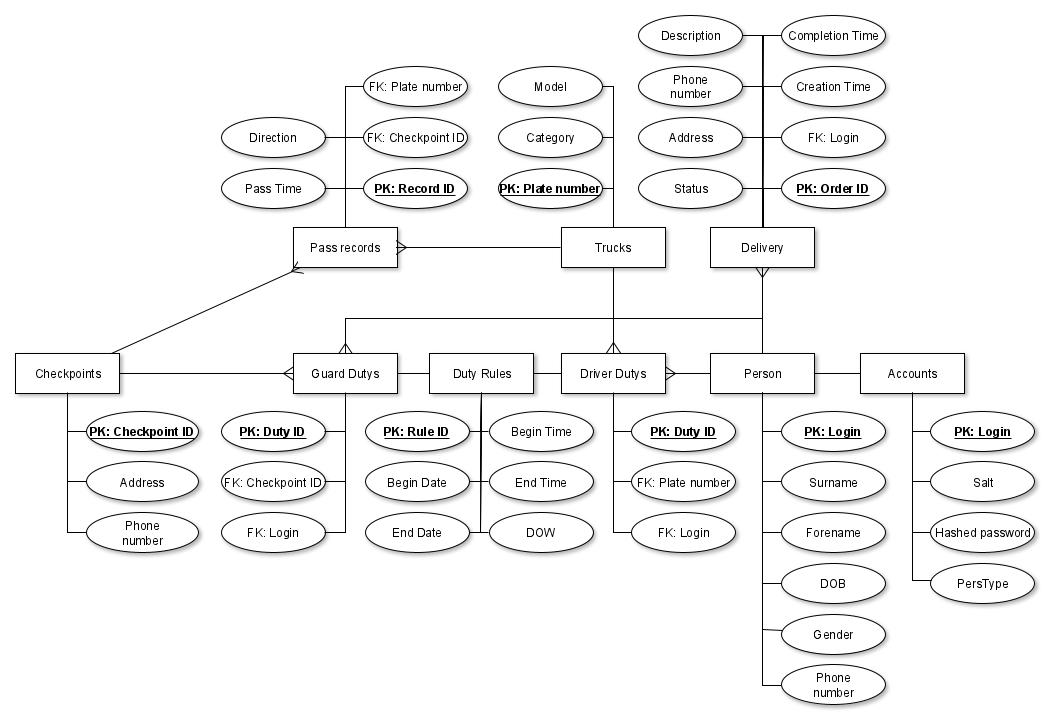 Description
Completion Time
FK: Plate number
Model
Phone
number
Creation Time
Direction
FK: Checkpoint ID
Category
Address
FK: Login
Pass Time
PK: Record ID
PK: Plate number
Status
PK: Order ID
Pass records
Trucks
Delivery
Checkpoints
Guard Dutys
Duty Rules
Driver Dutys
Person
Accounts
PK: Checkpoint ID
PK: Duty ID
PK: Rule ID
Begin Time
PK: Duty ID
PK: Login
PK: Login
Address
FK: Checkpoint ID
Begin Date
End Time
FK: Plate number
Surname
Salt
Phone
number
FK: Login
End Date
DOW
FK: Login
Forename
Hashed password
DOB
PersType
Gender
Phone
number